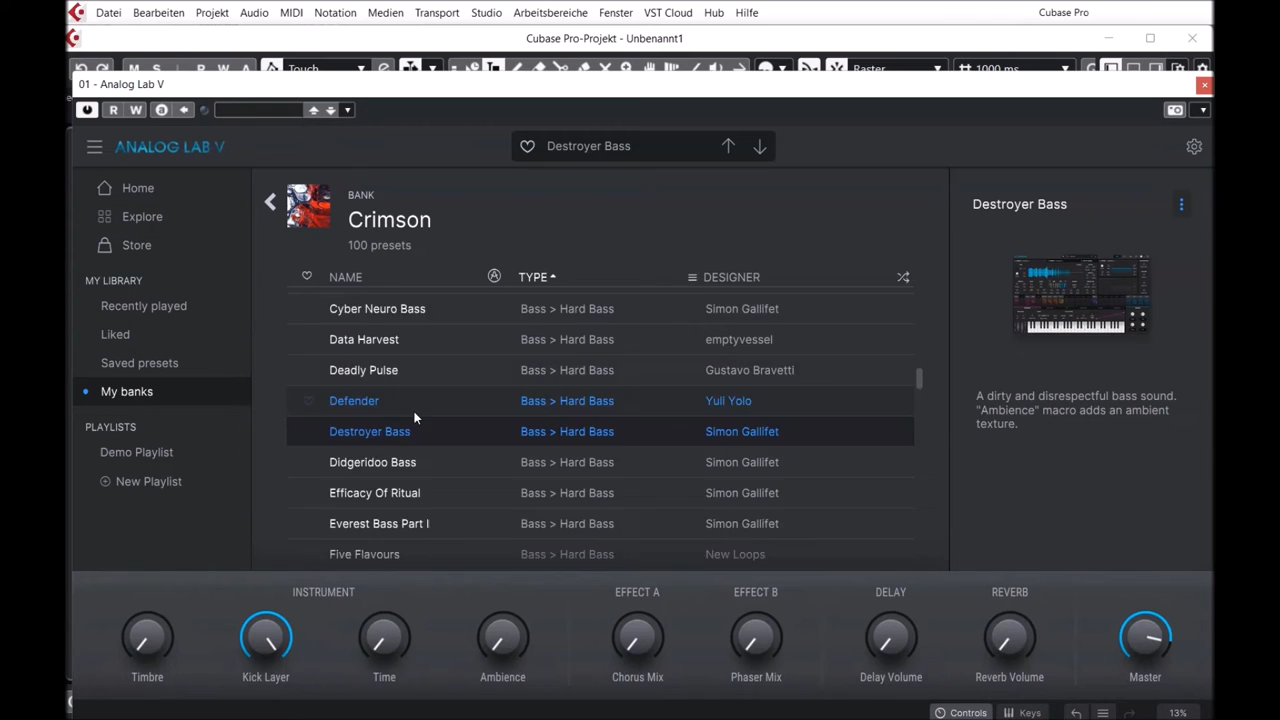 Datei Bearbeiten Projekt Audio MIDI Notation Medien Transport Studio Arbeitsbereiche Fenster VST Cloud Hub Hilfe Cubase Pro
Cubase Pro-Projekt - Unbenannt1
M S R W A Touch e Raster 1000 ms
01 - Analog Lab V
R W a
ANALOG LAB V
Destroyer Bass
Home
Explore
Store
MY LIBRARY
Recently played
Liked
Saved presets
My banks
PLAYLISTS
Demo Playlist
New Playlist
BANK
Crimson
100 presets
NAME TYPE DESIGNER
Cyber Neuro Bass Bass > Hard Bass Simon Gallifet
Data Harvest Bass > Hard Bass emptyvessel
Deadly Pulse Bass > Hard Bass Gustavo Bravetti
Defender Bass > Hard Bass Yuli Yolo
Destroyer Bass Bass > Hard Bass Simon Gallifet
Didgeridoo Bass Bass > Hard Bass Simon Gallifet
Efficacy Of Ritual Bass > Hard Bass Simon Gallifet
Everest Bass Part I Bass > Hard Bass Simon Gallifet
Five Flavours Bass > Hard Bass New Loops
Destroyer Bass
A dirty and disrespectful bass sound.
"Ambience" macro adds an ambient
texture.
INSTRUMENT EFFECT A EFFECT B DELAY REVERB
Timbre Kick Layer Time Ambience Chorus Mix Phaser Mix Delay Volume Reverb Volume Master
Controls Keys 13%